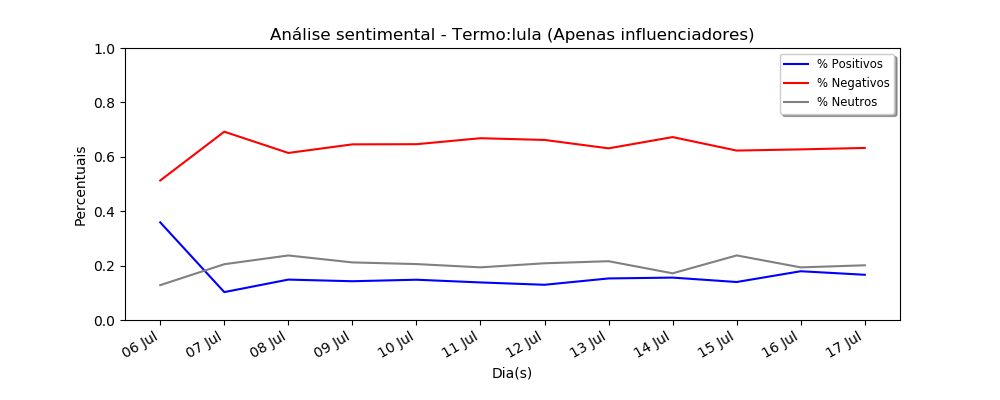 Análise sentimental - Termo:lula (Apenas influenciadores)
% Positivos
% Negativos
% Neutros
Percentuais
1.0
0.8
0.6
0.4
0.2
0.0
06 Jul
07 Jul
08 Jul
09 Jul
10 Jul
11 Jul
12 Jul
13 Jul
14 Jul
15 Jul
16 Jul
17 Jul
Dia(s)